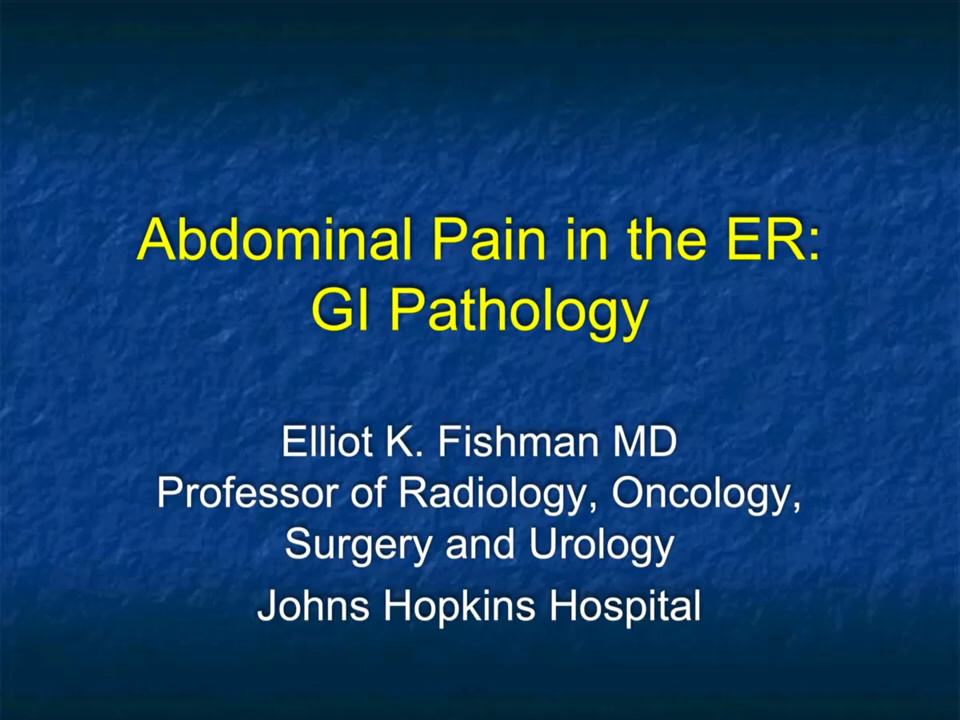 Abdominal Pain in the ER:
GI Pathology
Elliot K. Fishman MD
Professor of Radiology, Oncology,
Surgery and Urology
Johns Hopkins Hospital